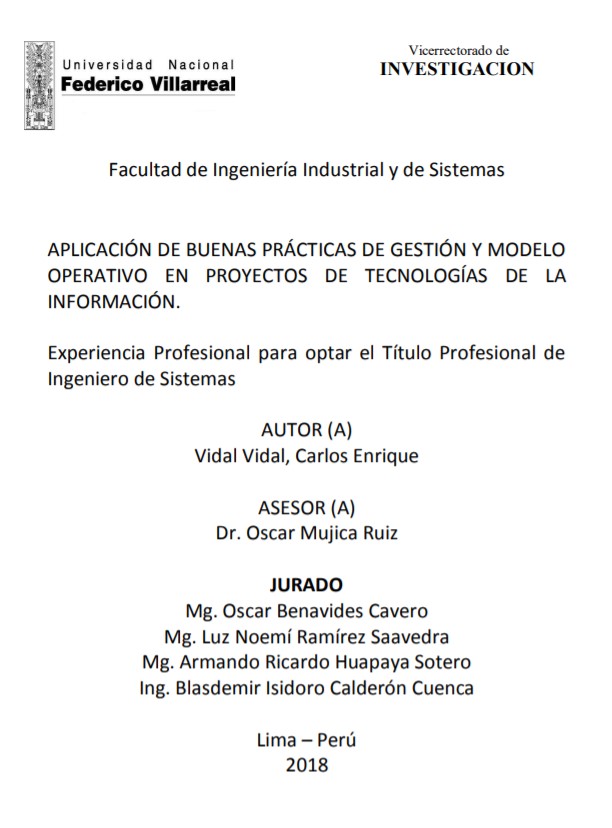 Universidad Nacional
Federico Villarreal
Vicerrectorado de
INVESTIGACION
Facultad de Ingeniería Industrial y de Sistemas
APLICACIÓN DE BUENAS PRÁCTICAS DE GESTIÓN Y MODELO
OPERATIVO EN PROYECTOS DE TECNOLOGÍAS DE LA
INFORMACIÓN.
Experiencia Profesional para optar el Título Profesional de
Ingeniero de Sistemas
AUTOR (A)
Vidal Vidal, Carlos Enrique
ASESOR (A)
Dr. Oscar Mujica Ruiz
JURADO
Mg. Oscar Benavides Cavero
Mg. Luz Noemí Ramírez Saavedra
Mg. Armando Ricardo Huapaya Sotero
Ing. Blasdemir Isidoro Calderón Cuenca
Lima – Perú
2018